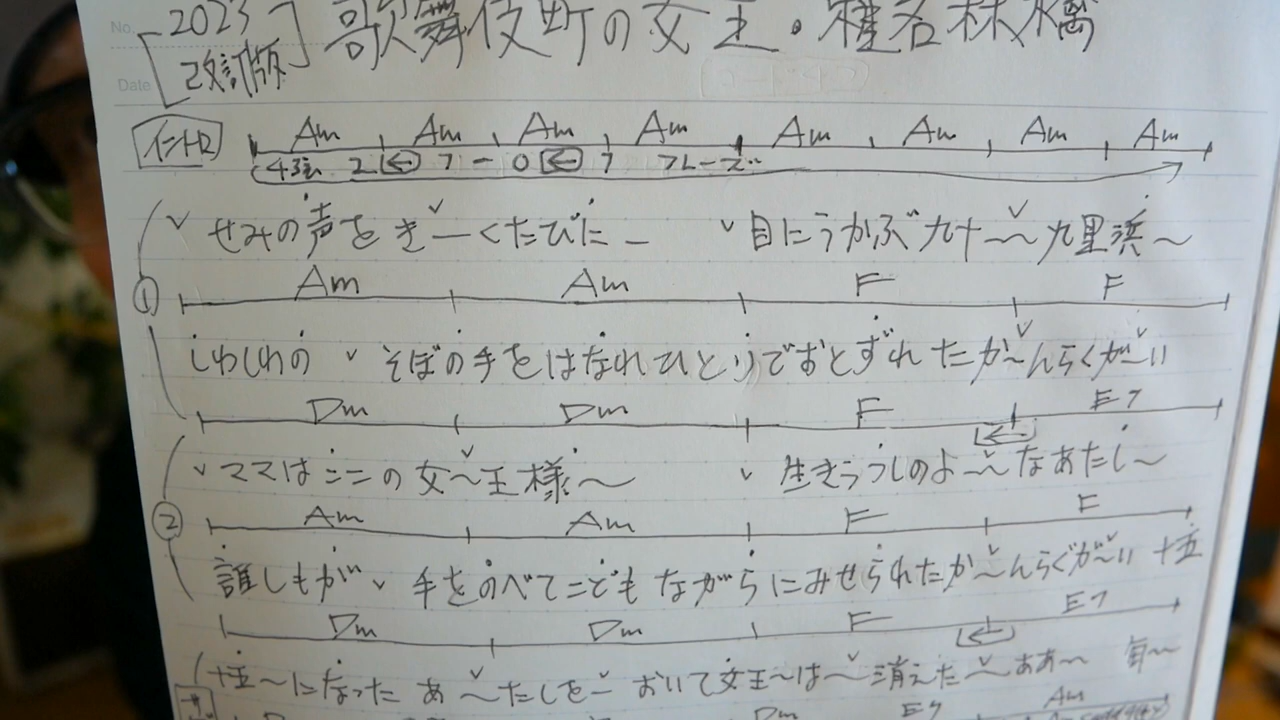 No.
Date
[2023
改訂版] 歌舞伎町の女王・椎名林檎
イントロ Am Am Am Am Am Am Am Am
4弦 2 ← 7 - 0 ← 7 フレーズ
せみの声をきーくたびにー 目にうかぶ九十〜〜九里浜〜
① Am Am F F
しわしわの そぼの手をはなれひとりでおとずれたか〜んらくが〜い
Dm Dm F ← E7
ママはここの女〜王様〜 生きうつしのよ〜〜なあたし〜
② Am Am F F
誰しもが 手をのべてこどもながらにみせられたか〜んらくが〜い 十五
Dm Dm F ← E7
十五〜になった あ〜たしをーおいて女王〜は〜消えた〜ああ〜 毎〜
Dm E7 Am